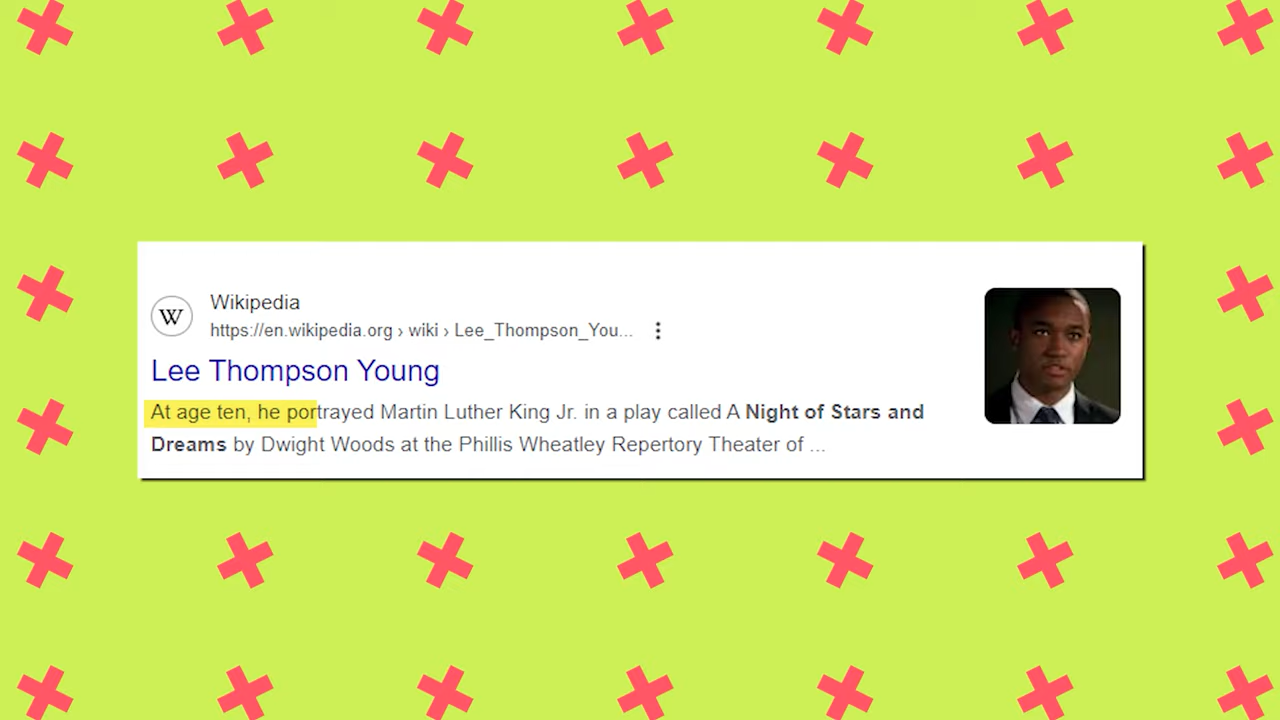 W
Wikipedia
https://en.wikipedia.org › wiki › Lee_Thompson_You...
Lee Thompson Young
At age ten, he portrayed Martin Luther King Jr. in a play called A Night of Stars and
Dreams by Dwight Woods at the Phillis Wheatley Repertory Theater of ...